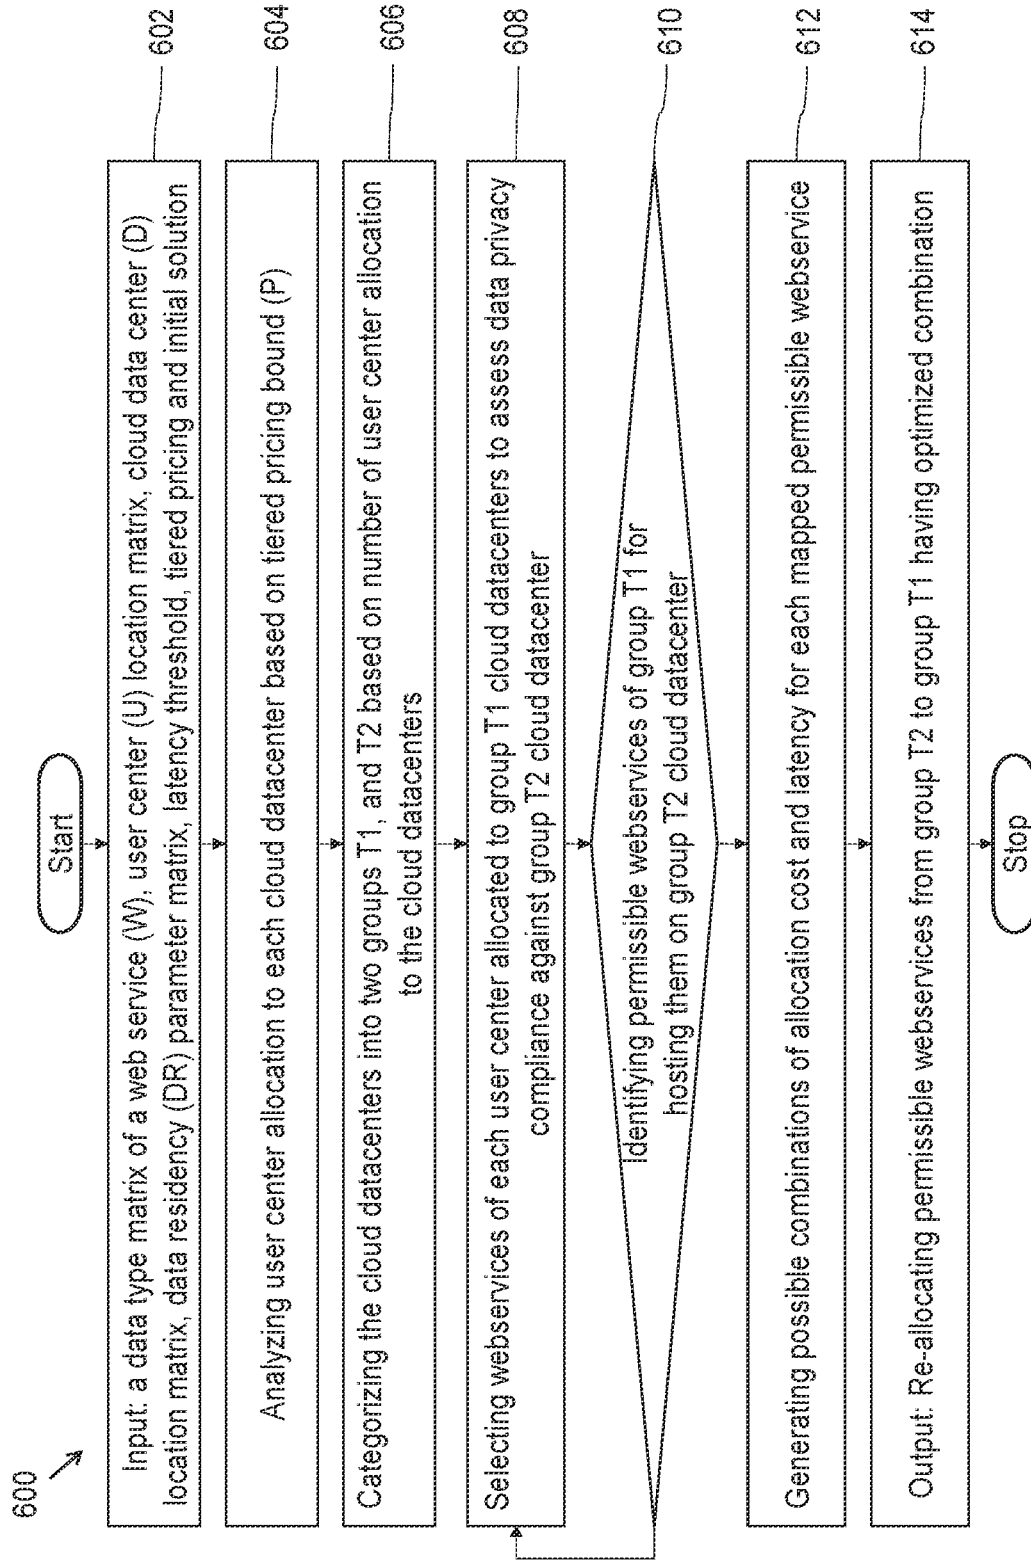 600
Start
Input: a data type matrix of a web service (W), user center (U) location matrix, cloud data center (D)
location matrix, data residency (DR) parameter matrix, latency threshold, tiered pricing and initial solution
602
Analyzing user center allocation to each cloud datacenter based on tiered pricing bound (P)
604
Categorizing the cloud datacenters into two groups T1, and T2 based on number of user center allocation
to the cloud datacenters
606
Selecting webservices of each user center allocated to group T1 cloud datacenters to assess data privacy
compliance against group T2 cloud datacenter
608
Identifying permissible webservices of group T1 for
hosting them on group T2 cloud datacenter
610
Generating possible combinations of allocation cost and latency for each mapped permissible webservice
612
Output: Re-allocating permissible webservices from group T2 to group T1 having optimized combination
614
Stop